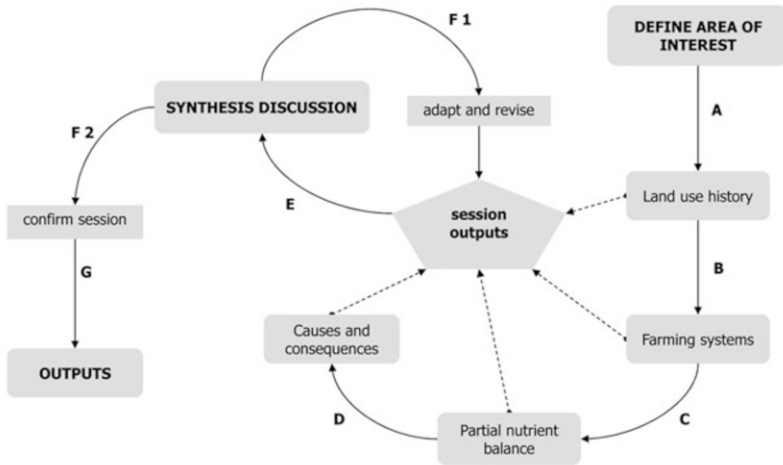 F 1
DEFINE AREA OF
INTEREST
SYNTHESIS DISCUSSION
adapt and revise
A
F 2
E
session
outputs
Land use history
confirm session
G
B
Causes and
consequences
Farming systems
OUTPUTS
D
Partial nutrient
balance
C